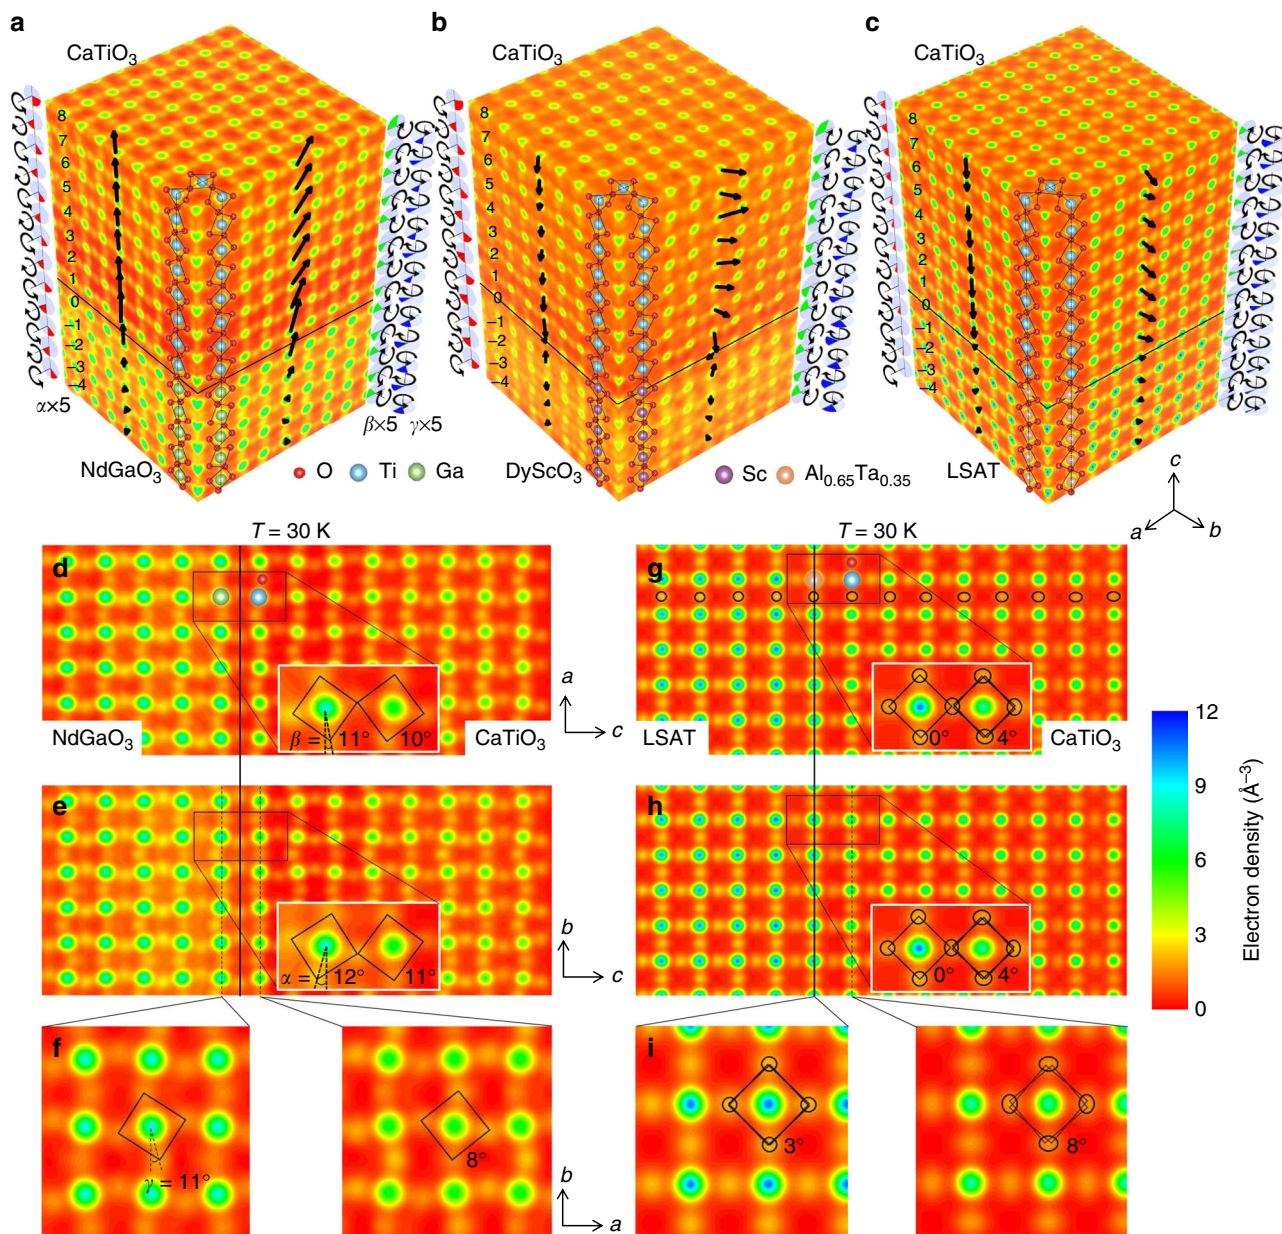 a
CaTiO3
8
7
6
5
4
3
2
1
0
−1
−2
−3
−4
α×5
β×5 γ×5
NdGaO3
O Ti Ga
b
CaTiO3
8
7
6
5
4
3
2
1
0
−1
−2
−3
−4
DyScO3
Sc Al0.65Ta0.35
c
CaTiO3
8
7
6
5
4
3
2
1
0
−1
−2
−3
−4
LSAT
c
a
b
T = 30 K
d
β = 11° 10°
NdGaO3
CaTiO3
a
c
e
α = 12° 11°
b
c
f
γ = 11°
8°
b
a
T = 30 K
g
0° 4°
LSAT
CaTiO3
h
0° 4°
i
3°
8°
12
9
6
3
0
Electron density (Å−3)